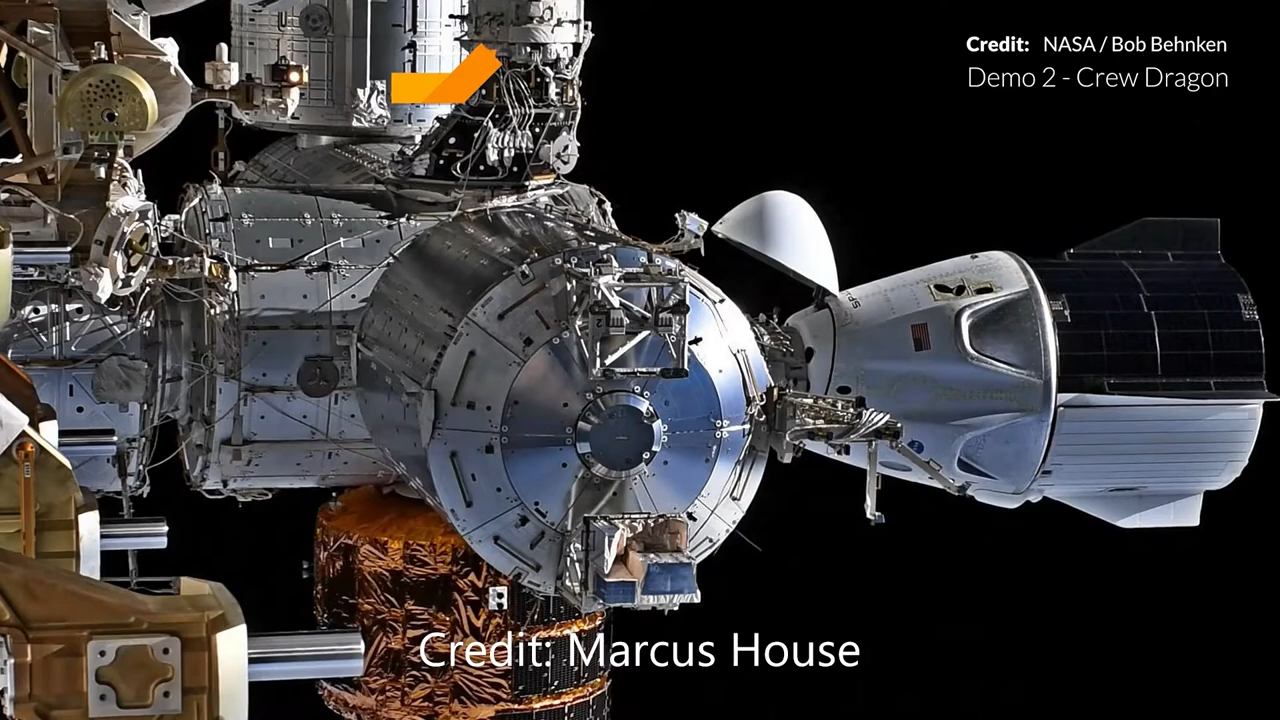 Credit: NASA / Bob Behnken
Demo 2 - Crew Dragon
Credit: Marcus House